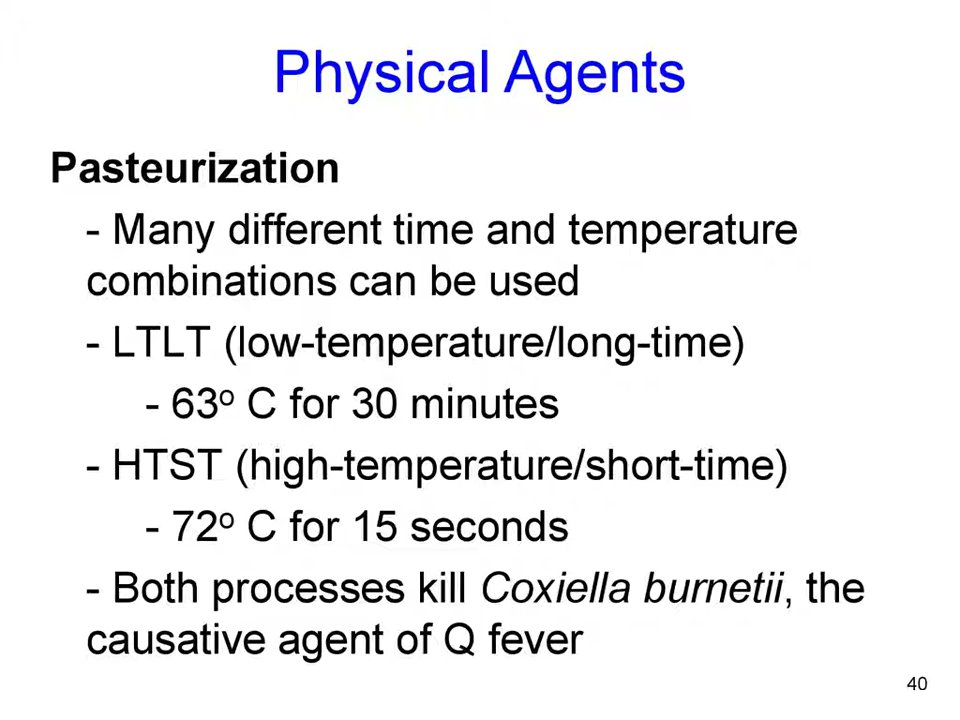 Physical Agents
Pasteurization
- Many different time and temperature
combinations can be used
- LTLT (low-temperature/long-time)
- 63º C for 30 minutes
- HTST (high-temperature/short-time)
- 72º C for 15 seconds
- Both processes kill Coxiella burnetii, the
causative agent of Q fever
40